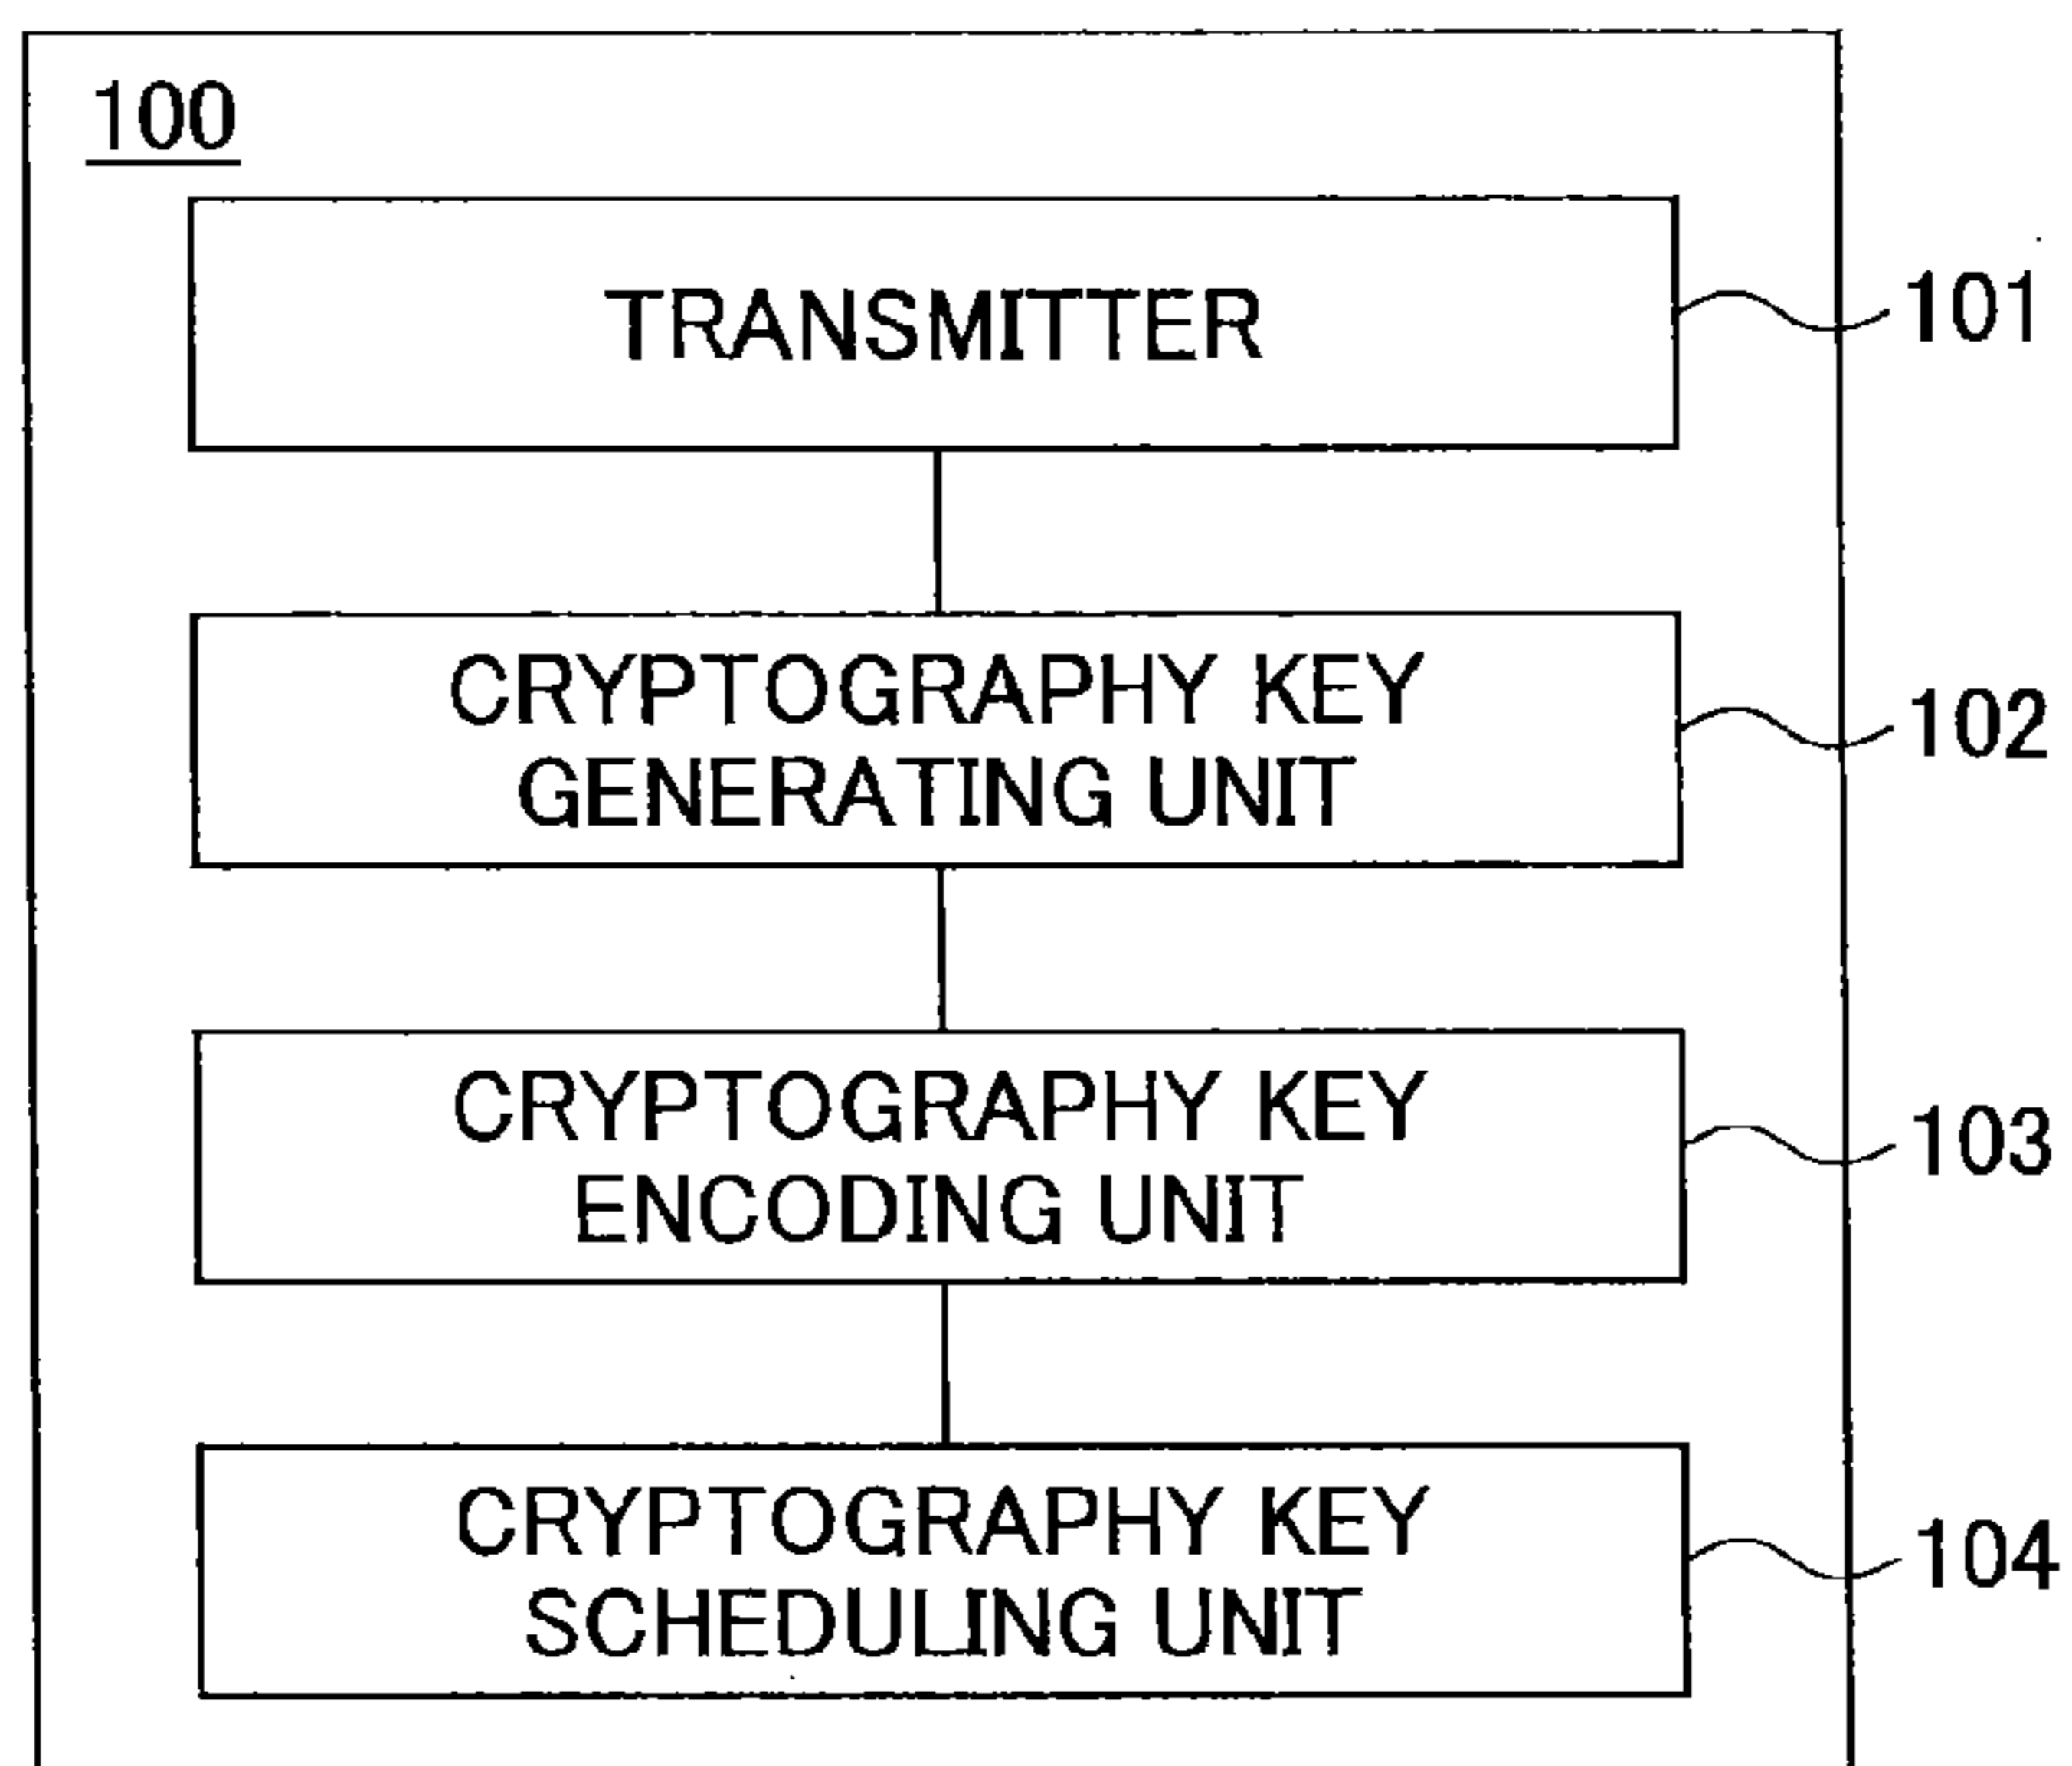 100
TRANSMITTER
101
CRYPTOGRAPHY KEY
GENERATING UNIT
102
CRYPTOGRAPHY KEY
ENCODING UNIT
103
CRYPTOGRAPHY KEY
SCHEDULING UNIT
104